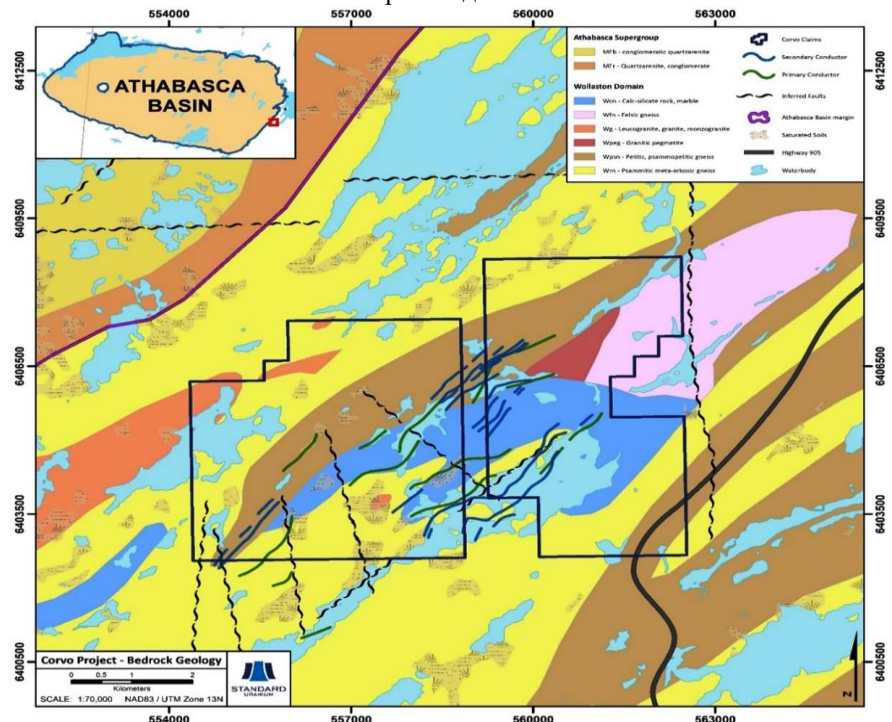 554000 557000 560000 563000
6412500
6409500
6406500
6403500
6400500
ATHABASCA
BASIN
Athabasca Supergroup
MFb - conglomeratic quartzarenite
MFr - Quartzarenite, conglomerate
Wollaston Domain
Wcn - Calc-silicate rock, marble
Wfn - Felsic gneiss
Wg - Leucogranite, granite, monzogranite
Wpeg - Granitic pegmatite
Wpsn - Pelitic, psammopelitic gneiss
Wrn - Psammitic meta-arkosic gneiss
Corvo Claims
Secondary Conductor
Primary Conductor
Inferred Faults
Athabasca Basin margin
Saturated Soils
Highway 905
Waterbody
6412500
6409500
6406500
6403500
6400500
Corvo Project - Bedrock Geology
0 0.5 1 2
Kilometers
SCALE: 1:70,000 NAD83 / UTM Zone 13N
STANDARD
URANIUM
N
554000 557000 560000 563000